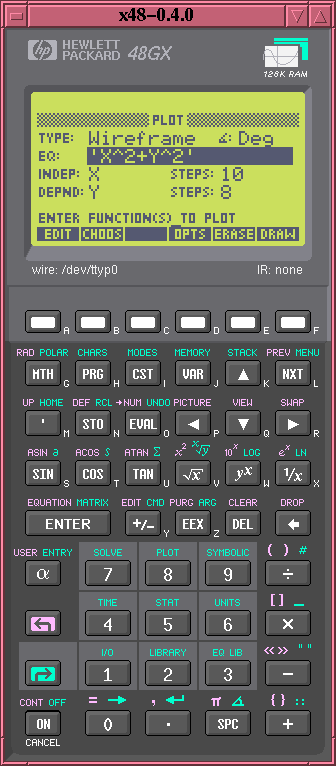 x48-0.4.0
hp HEWLETT PACKARD 48GX
128K RAM
PLOT
TYPE: Wireframe ∡: Deg
EQ: 'X^2+Y^2'
INDEP: X STEPS: 10
DEPND: Y STEPS: 8
ENTER FUNCTION(S) TO PLOT
EDIT CHOOS OPTS ERASE DRAW
wire: /dev/ttyp0 IR: none
A B C D E F
RAD POLAR CHARS MODES MEMORY STACK PREV MENU
MTH G PRG H CST I VAR J ▲ K NXT L
UP HOME DEF RCL →NUM UNDO PICTURE VIEW SWAP
' M STO N EVAL O ◀ P ▼ Q ▶ R
ASIN ∂ ACOS ∫ ATAN Σ x² ˣ√y 10ˣ LOG eˣ LN
SIN S COS T TAN U √x V yˣ W 1/x X
EQUATION MATRIX EDIT CMD PURG ARG CLEAR DROP
ENTER +/− Y EEX Z DEL ←
USER ENTRY SOLVE PLOT SYMBOLIC ( ) #
α 7 8 9 ÷
TIME STAT UNITS [ ] _
↰ 4 5 6 ×
I/O LIBRARY EQ LIB «» " "
↱ 1 2 3 −
CONT OFF = → , ↵ π ∡ { } : :
ON 0 . SPC +
CANCEL